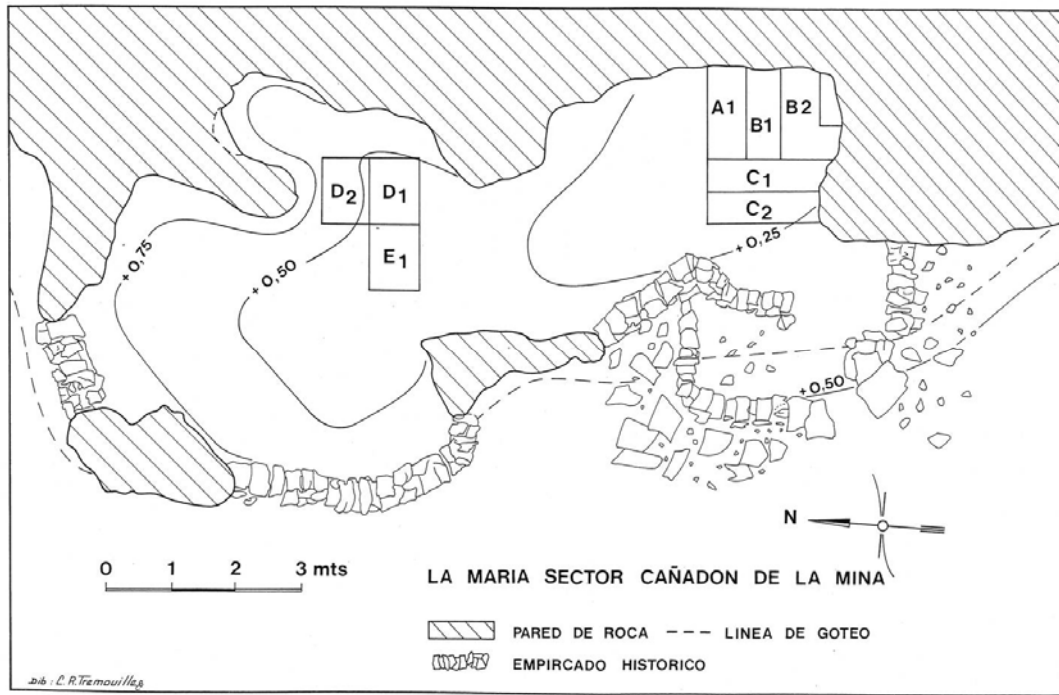 A1
B1
B2
C1
C2
D2
D1
E1
+0,75
+0,50
+0,25
+0,50
N
0 1 2 3 mts
LA MARIA SECTOR CAÑADON DE LA MINA
PARED DE ROCA
LINEA DE GOTEO
EMPIRCADO HISTORICO
Dib : C.R.Tremouilles